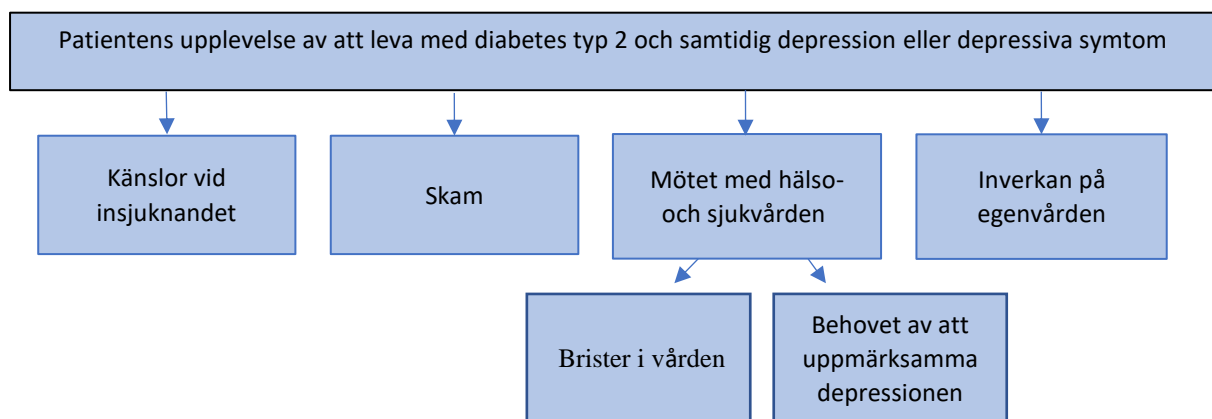 Patientens upplevelse av att leva med diabetes typ 2 och samtidig depression eller depressiva symtom
Känslor vid
insjuknandet
Skam
Mötet med hälso-
och sjukvården
Inverkan på
egenvården
Brister i vården
Behovet av att
uppmärksamma
depressionen